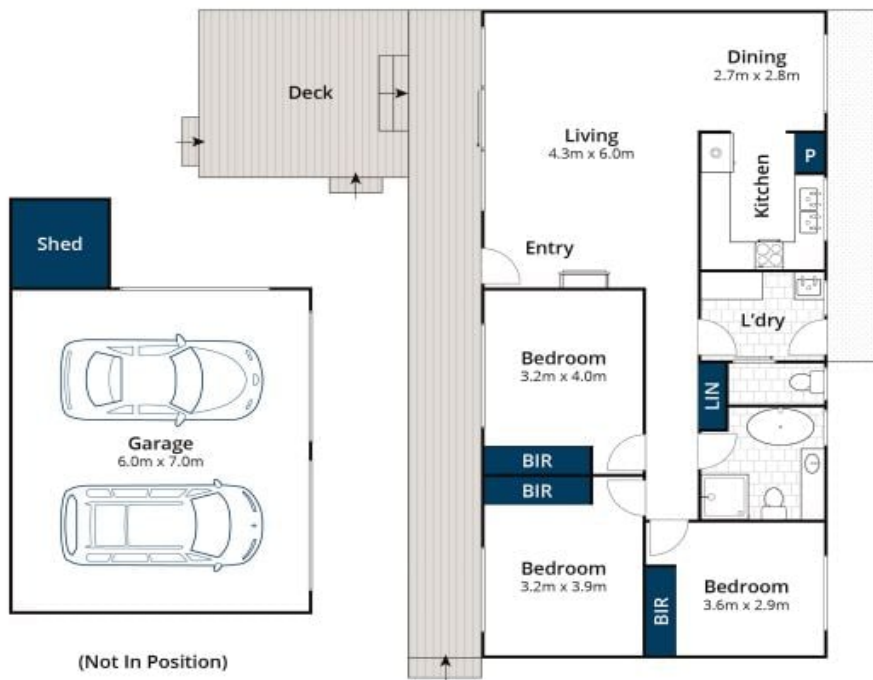 Deck
Dining
2.7m x 2.8m
Living
4.3m x 6.0m
P
Kitchen
Shed
Entry
L'dry
Bedroom
3.2m x 4.0m
LIN
Garage
6.0m x 7.0m
BIR
BIR
Bedroom
3.2m x 3.9m
Bedroom
3.6m x 2.9m
BIR
(Not In Position)